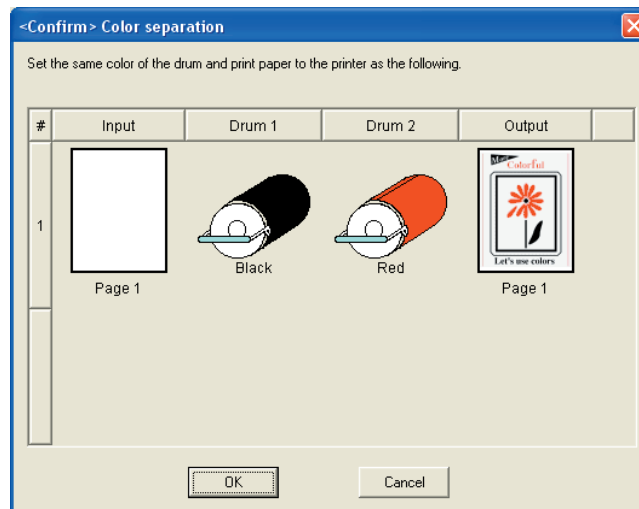 <Confirm> Color separation
Set the same color of the drum and print paper to the printer as the following.
# Input Drum 1 Drum 2 Output
1
Colorful
Black Red
Let's use colors
Page 1 Page 1
OK Cancel